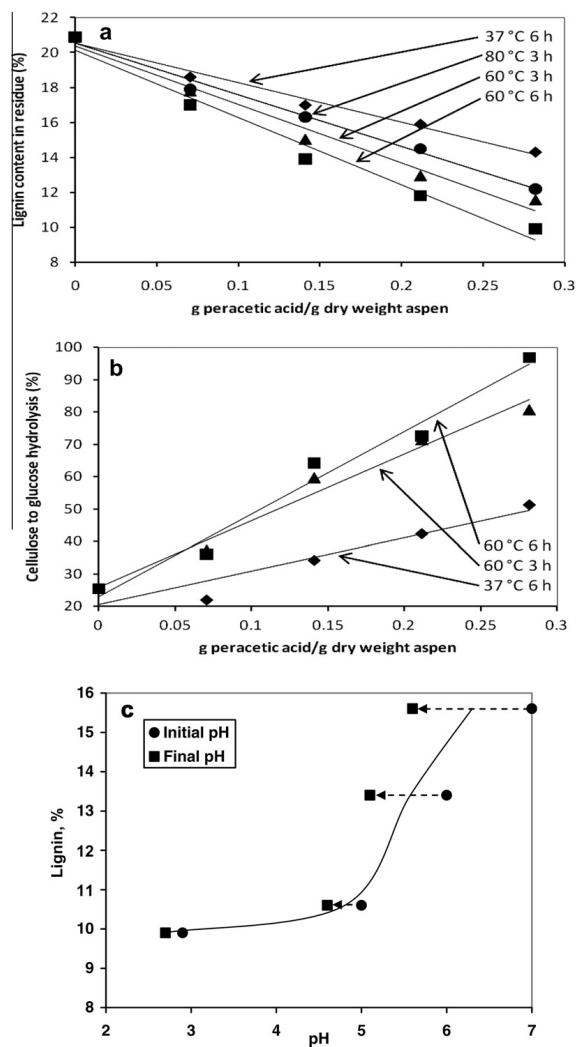 a
Lignin content in residue (%)
22
20
18
16
14
12
10
8
37 °C 6 h
80 °C 3 h
60 °C 3 h
60 °C 6 h
0
0.05
0.1
0.15
0.2
0.25
0.3
g peracetic acid/g dry weight aspen
b
Cellulose to glucose hydrolysis (%)
100
90
80
70
60
50
40
30
20
60 °C 6 h
60 °C 3 h
37 °C 6 h
0
0.05
0.1
0.15
0.2
0.25
0.3
g peracetic acid/g dry weight aspen
c
Initial pH
Final pH
Lignin, %
16
15
14
13
12
11
10
9
8
2
3
4
5
6
7
pH